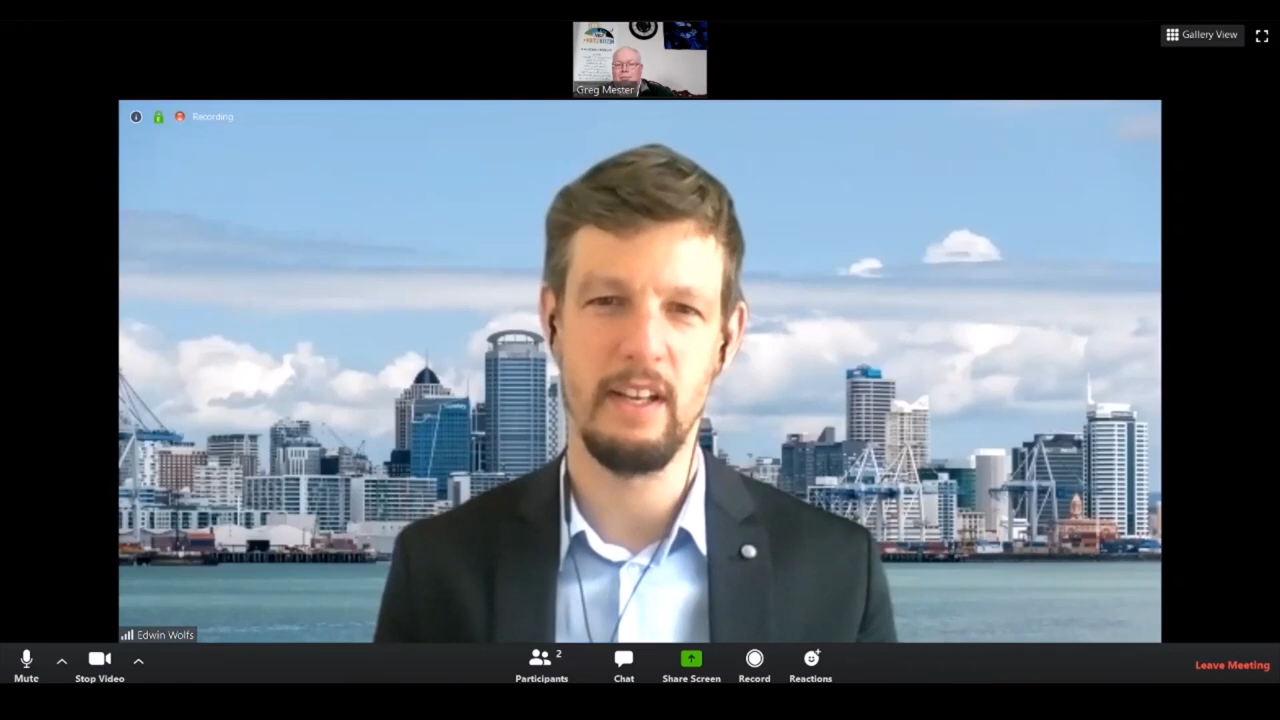 Gallery View
Greg Mester
Recording
Edwin Wolfs
Mute
Stop Video
Participants
2
Chat
Share Screen
Record
Reactions
Leave Meeting